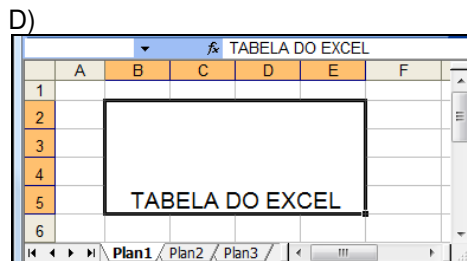 D)
fx TABELA DO EXCEL
A B C D E F
1
2
3
4
5 TABELA DO EXCEL
6
Plan1 Plan2 Plan3